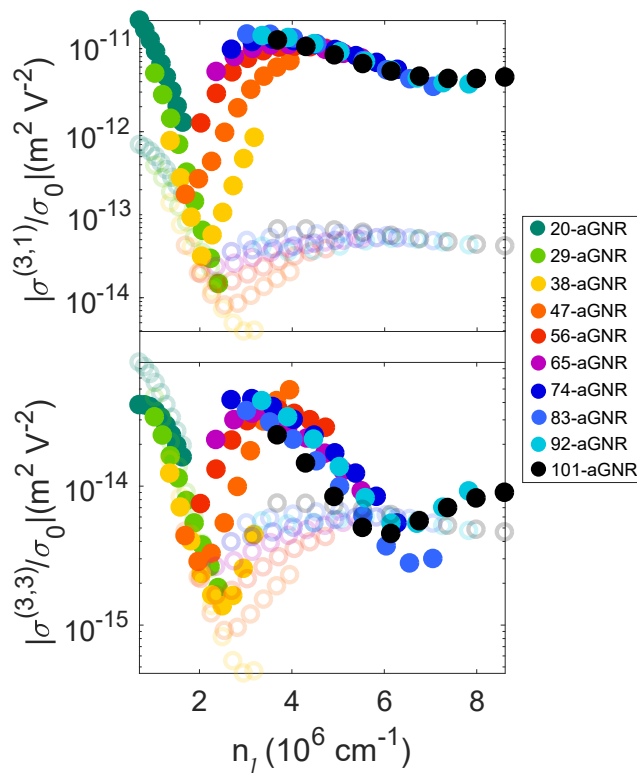 |σ^(3,1)/σ_0|(m^2 V^-2)
10^-11
10^-12
10^-13
10^-14
|σ^(3,3)/σ_0|(m^2 V^-2)
10^-14
10^-15
2 4 6 8
n_l (10^6 cm^-1)
20-aGNR
29-aGNR
38-aGNR
47-aGNR
56-aGNR
65-aGNR
74-aGNR
83-aGNR
92-aGNR
101-aGNR